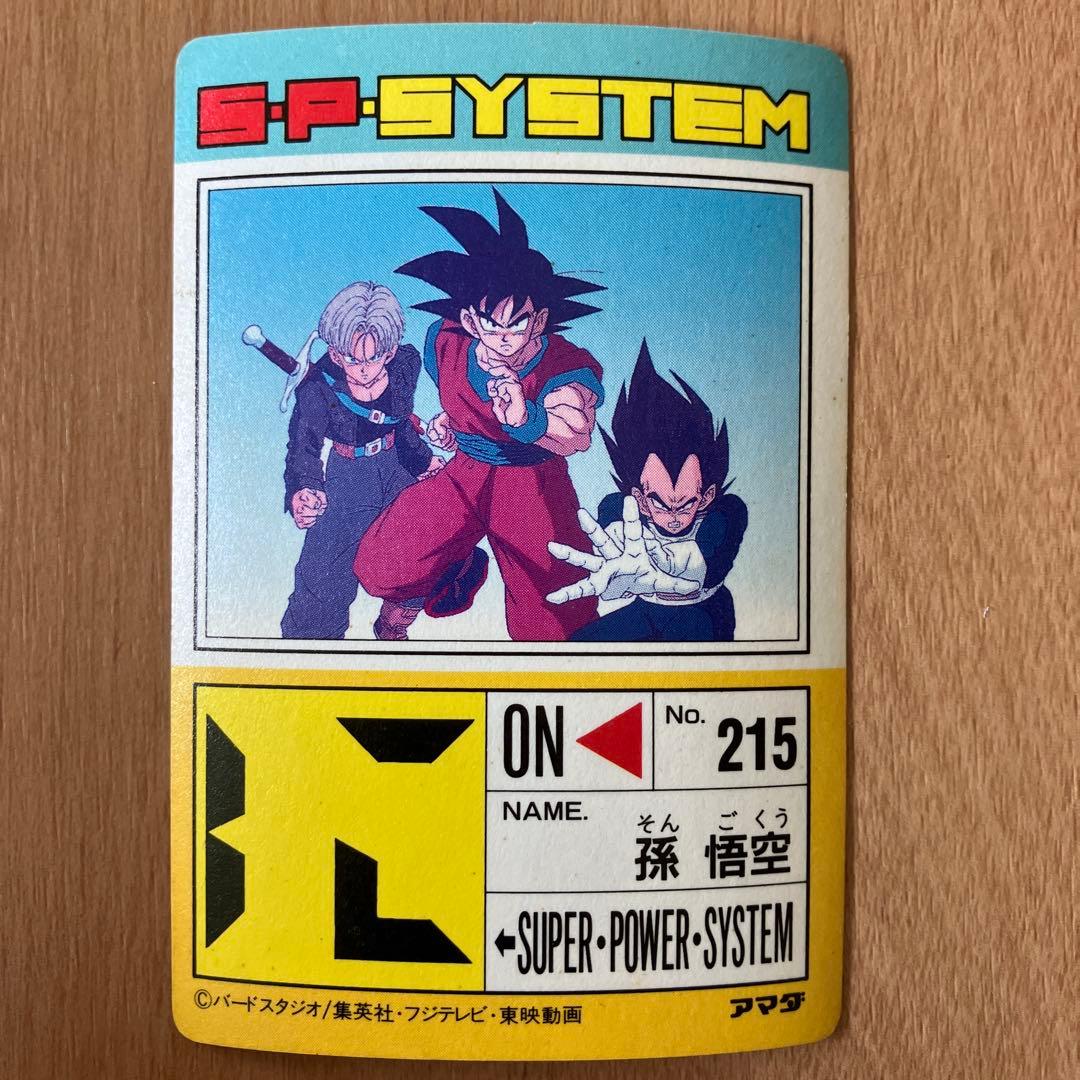 S・P・SYSTEM
ON
No. 215
NAME.
そん ご くう
孫 悟空
←SUPER・POWER・SYSTEM
©バードスタジオ/集英社・フジテレビ・東映動画
アマダ